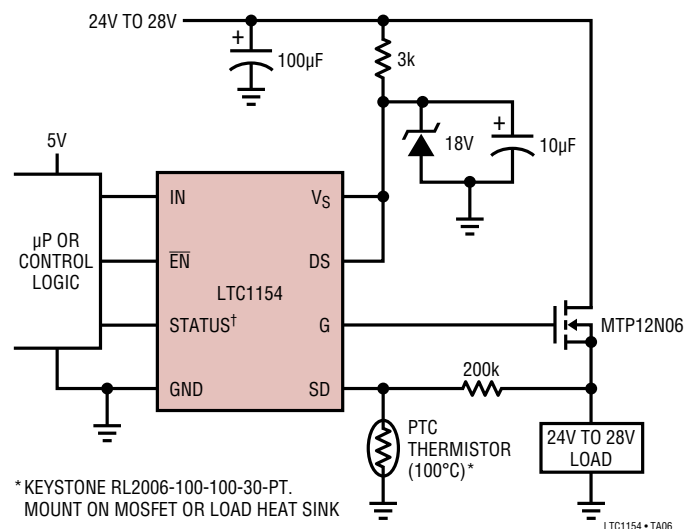 24V TO 28V
+
100µF
3k
5V
18V
+
10µF
µP OR
CONTROL
LOGIC
IN
EN
STATUS†
GND
LTC1154
VS
DS
G
SD
MTP12N06
200k
PTC
THERMISTOR
(100°C)*
24V TO 28V
LOAD
*KEYSTONE RL2006-100-100-30-PT.
MOUNT ON MOSFET OR LOAD HEAT SINK
LTC1154 • TA06